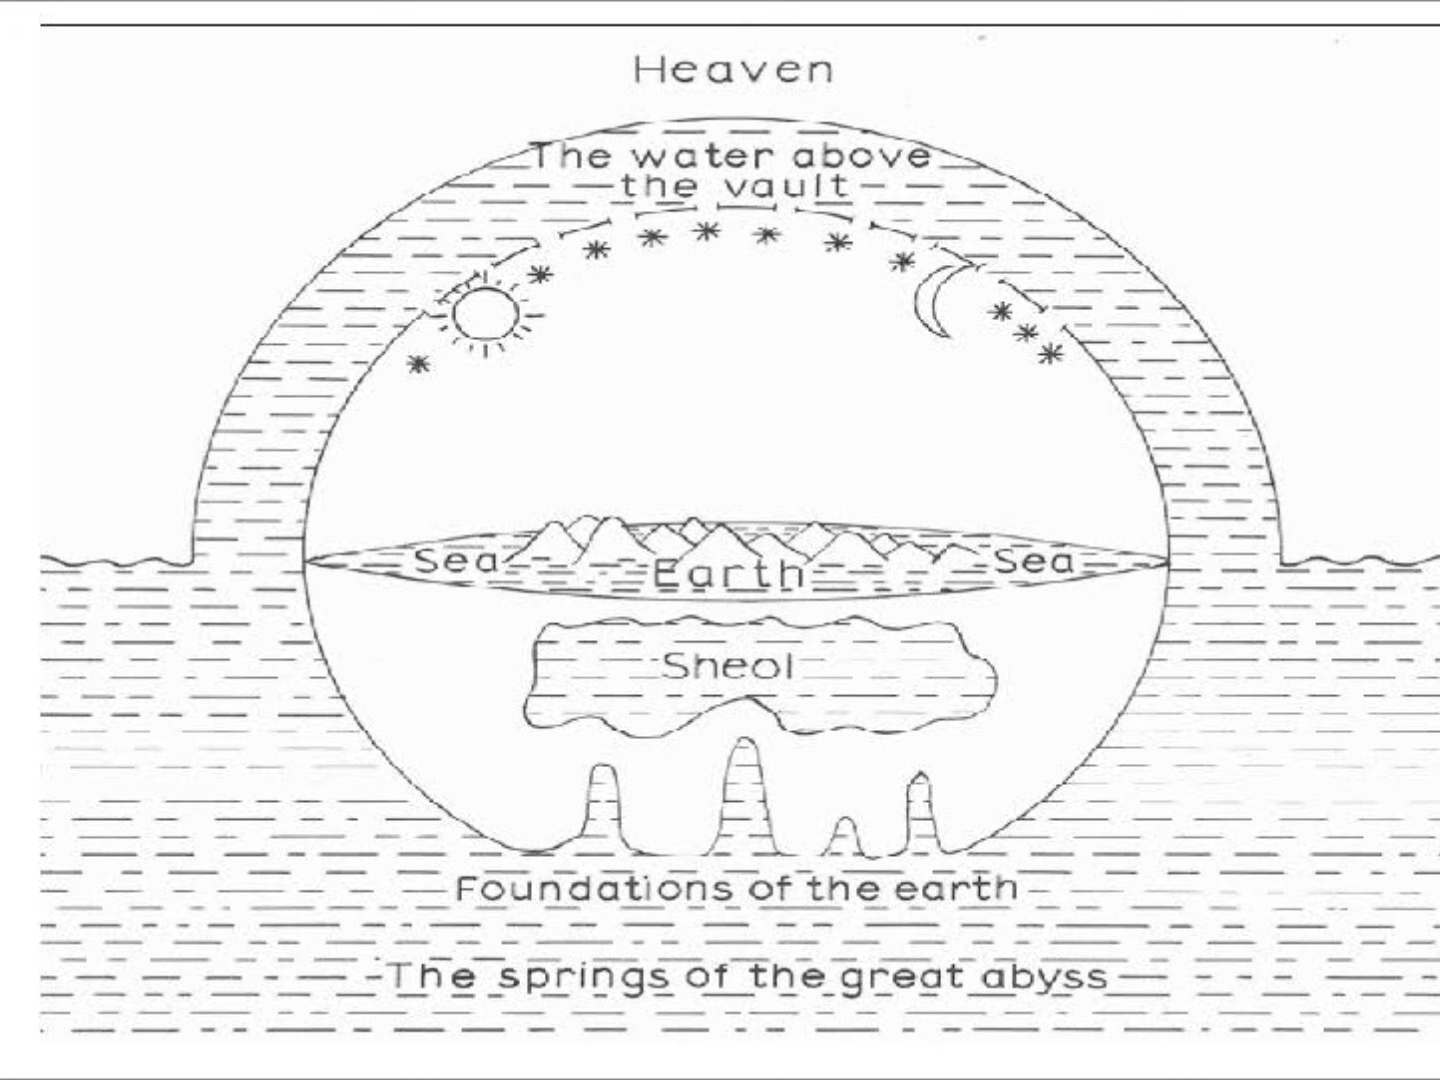 Heaven
The water above
the vault
Sea
Earth
Sea
Sheol
Foundations of the earth
The springs of the great abyss